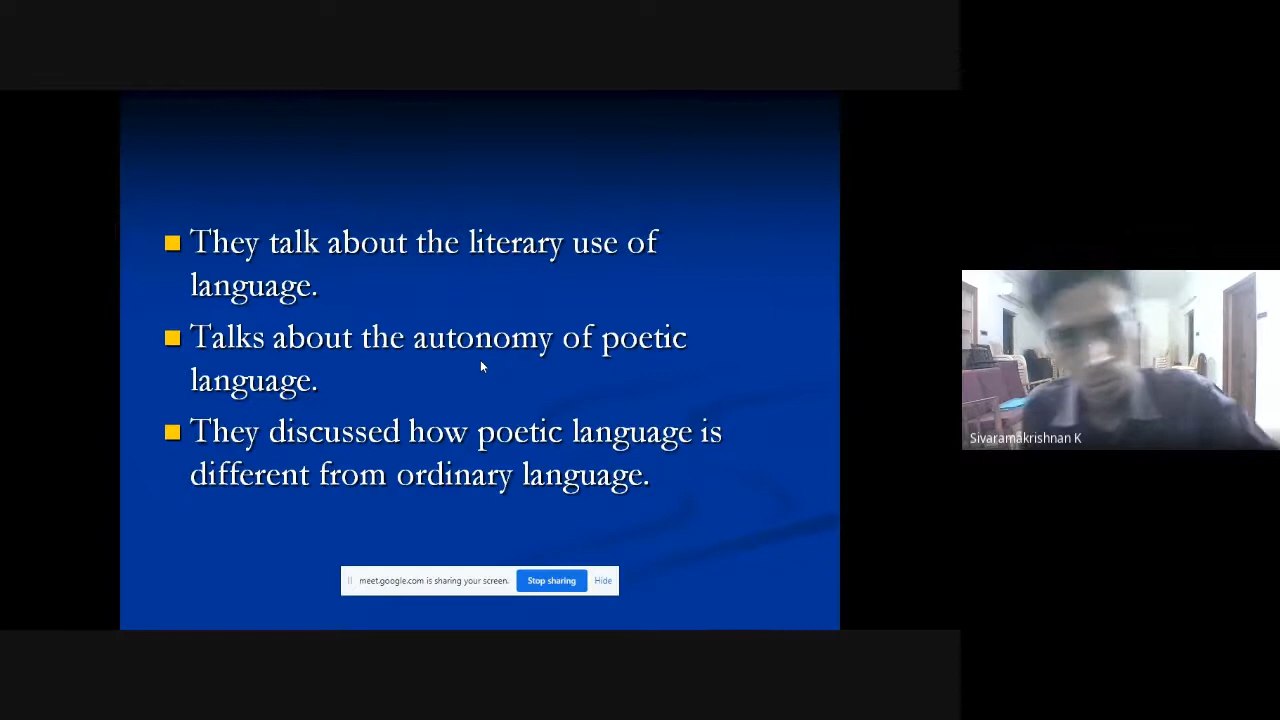 They talk about the literary use of
language.
Talks about the autonomy of poetic
language.
They discussed how poetic language is
different from ordinary language.
meet.google.com is sharing your screen.
Stop sharing
Hide
Sivaramakrishnan K